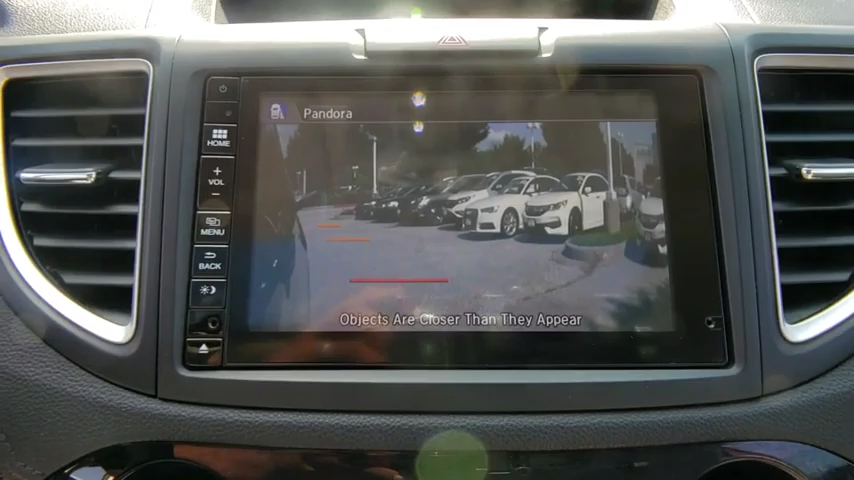 Pandora
HOME
+
VOL
-
MENU
BACK
Objects Are Closer Than They Appear